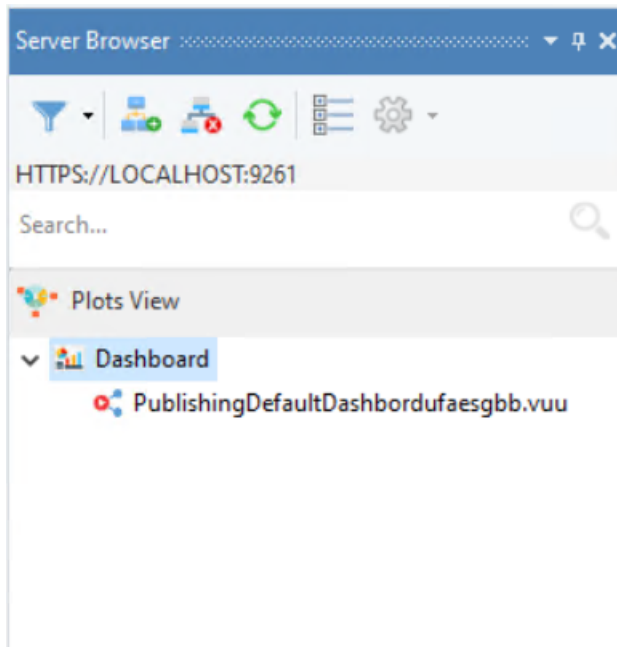 Server Browser
HTTPS://LOCALHOST:9261
Search...
Plots View
Dashboard
PublishingDefaultDashbordufaesgbb.vuu